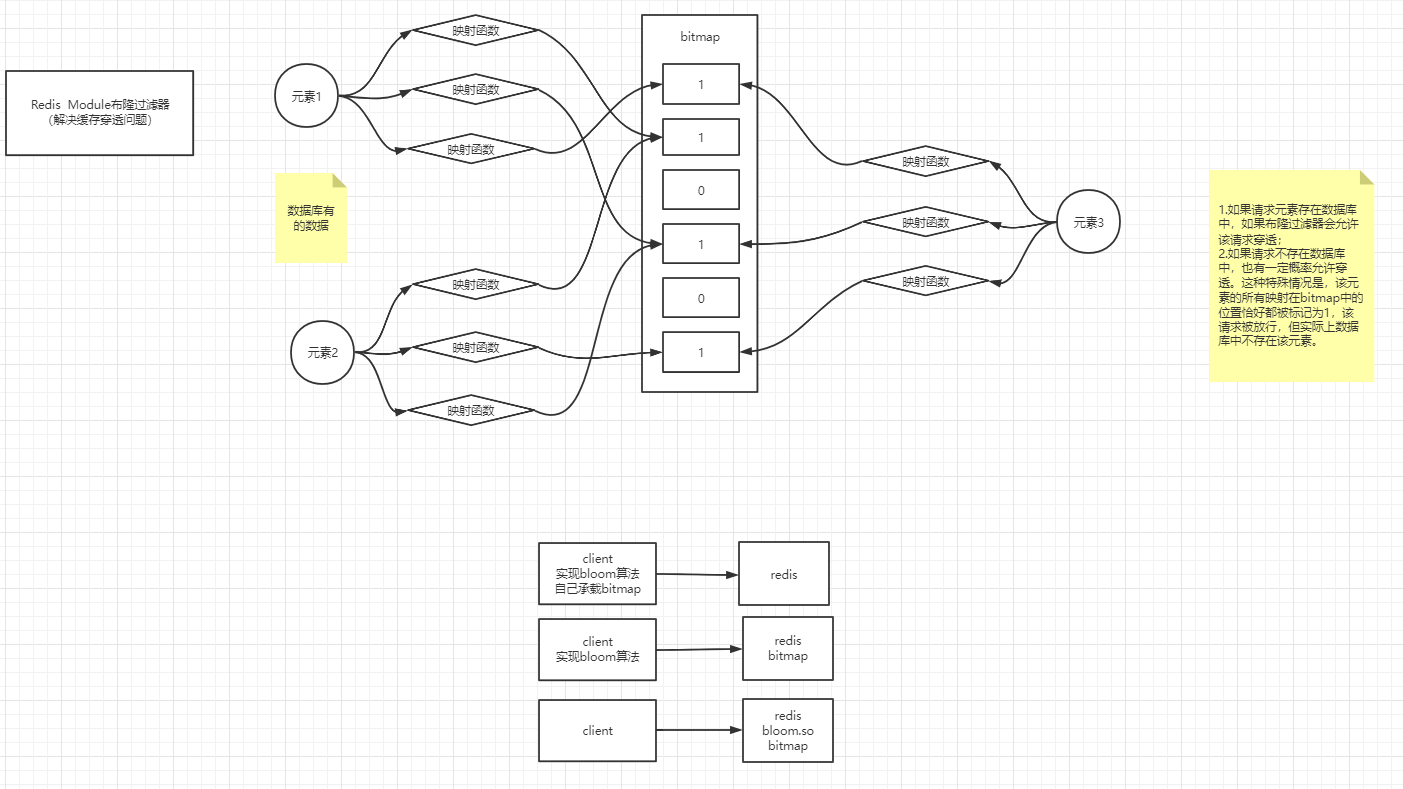 Redis  Module布隆过滤器
（解决缓存穿透问题）
元素1
映射函数
映射函数
映射函数
数据库有
的数据
元素2
映射函数
映射函数
映射函数
bitmap
1
1
0
1
0
1
映射函数
映射函数
映射函数
元素3
1.如果请求元素存在数据库
中，如果布隆过滤器会允许
该请求穿透；
2.如果请求不存在数据库
中，也有一定概率允许穿
透。这种特殊情况是，该元
素的所有映射在bitmap中的
位置恰好都被标记为1，该
请求被放行，但实际上数据
库中不存在该元素。
client
实现bloom算法
自己承载bitmap
redis
client
实现bloom算法
redis
bitmap
client
redis
bloom.so
bitmap